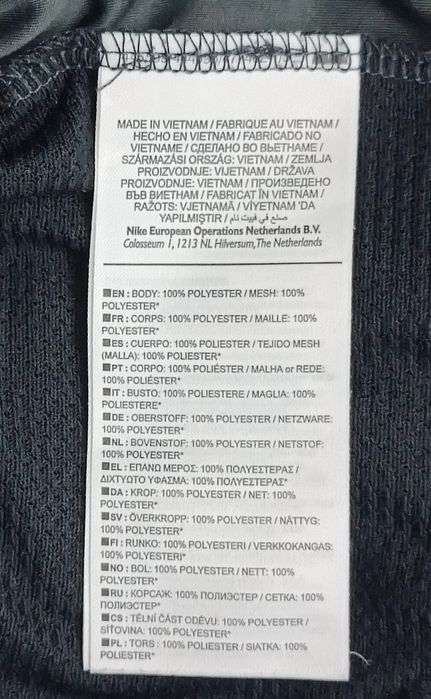 MADE IN VIETNAM / FABRIQUE AU VIETNAM /
HECHO EN VIETNAM / FABRICADO NO
VIETNAME / СДЕЛАНО ВО ВЬЕТНАМЕ /
SZÁRMAZÁSI ORSZÁG: VIETNAM / ZEMLJA
PROIZVODNJE: VIJETNAM / DRŽAVA
PROIZVODNJE: VIETNAM / ПРОИЗВЕДЕНО
ВЪВ ВИЕТНАМ / FABRICAT ÎN VIETNAM /
RAŽOTS: VJETNAMĀ / VİYETNAM 'DA
YAPILMIŞTIR / صنع في فييت نام
Nike European Operations Netherlands B.V.
Colosseum 1, 1213 NL Hilversum, The Netherlands
EN : BODY: 100% POLYESTER / MESH: 100%
POLYESTER*
FR : CORPS: 100% POLYESTER / MAILLE: 100%
POLYESTER*
ES : CUERPO: 100% POLIESTER / TEJIDO MESH
(MALLA): 100% POLIESTER*
PT : CORPO: 100% POLIÉSTER / MALHA or REDE:
100% POLIÉSTER*
IT : BUSTO: 100% POLIESTERE / MAGLIA: 100%
POLIESTERE*
DE : OBERSTOFF: 100% POLYESTER / NETZWARE:
100% POLYESTER*
NL : BOVENSTOF: 100% POLYESTER / NETSTOF:
100% POLYESTER*
EL : ΕΠΑΝΩ ΜΕΡΟΣ: 100% ΠΟΛΥΕΣΤΕΡΑΣ /
ΔΙΧΤΥΩΤΟ ΥΦΑΣΜΑ: 100% ΠΟΛΥΕΣΤΕΡΑΣ*
DA : KROP: 100% POLYESTER / NET: 100%
POLYESTER*
SV : ÖVERKROPP: 100% POLYESTER / NÄTTYG:
100% POLYESTER*
FI : RUNKO: 100% POLYESTERI / VERKKOKANGAS:
100% POLYESTERI*
NO : BOL: 100% POLYESTER / NETT: 100%
POLYESTER*
RU : КОРСАЖ: 100% ПОЛИЭСТЕР / СЕТКА: 100%
ПОЛИЭСТЕР*
CS : TĚLNÍ ČÁST ODĚVU: 100% POLYESTER /
SÍŤOVINA: 100% POLYESTER*
PL : TORS : 100% POLIESTER / SIATKA: 100%
POLIESTER*